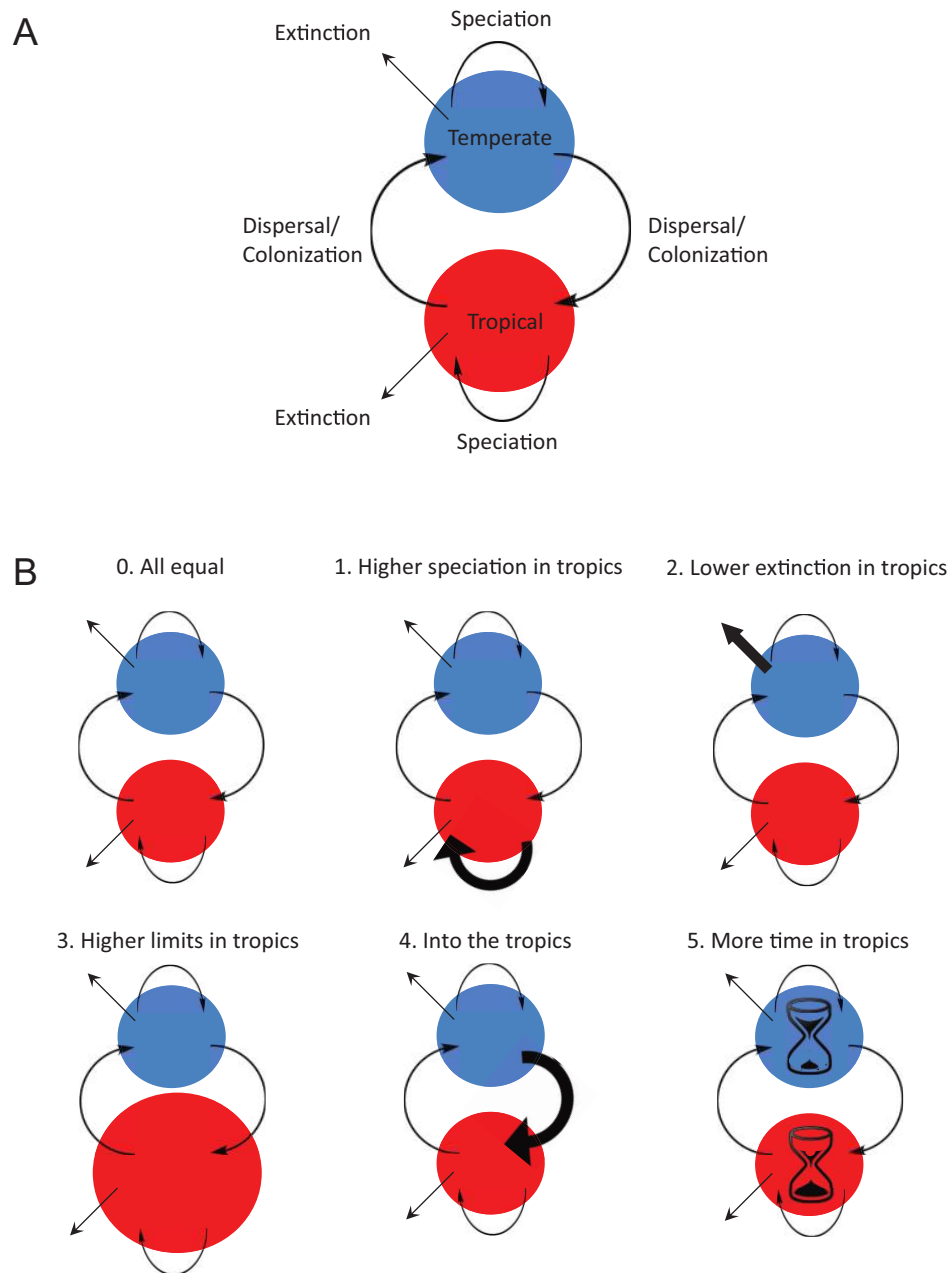 A
Speciation
Extinction
Temperate
Dispersal/
Colonization
Dispersal/
Colonization
Tropical
Extinction
Speciation
B
0. All equal
1. Higher speciation in tropics
2. Lower extinction in tropics
3. Higher limits in tropics
4. Into the tropics
5. More time in tropics